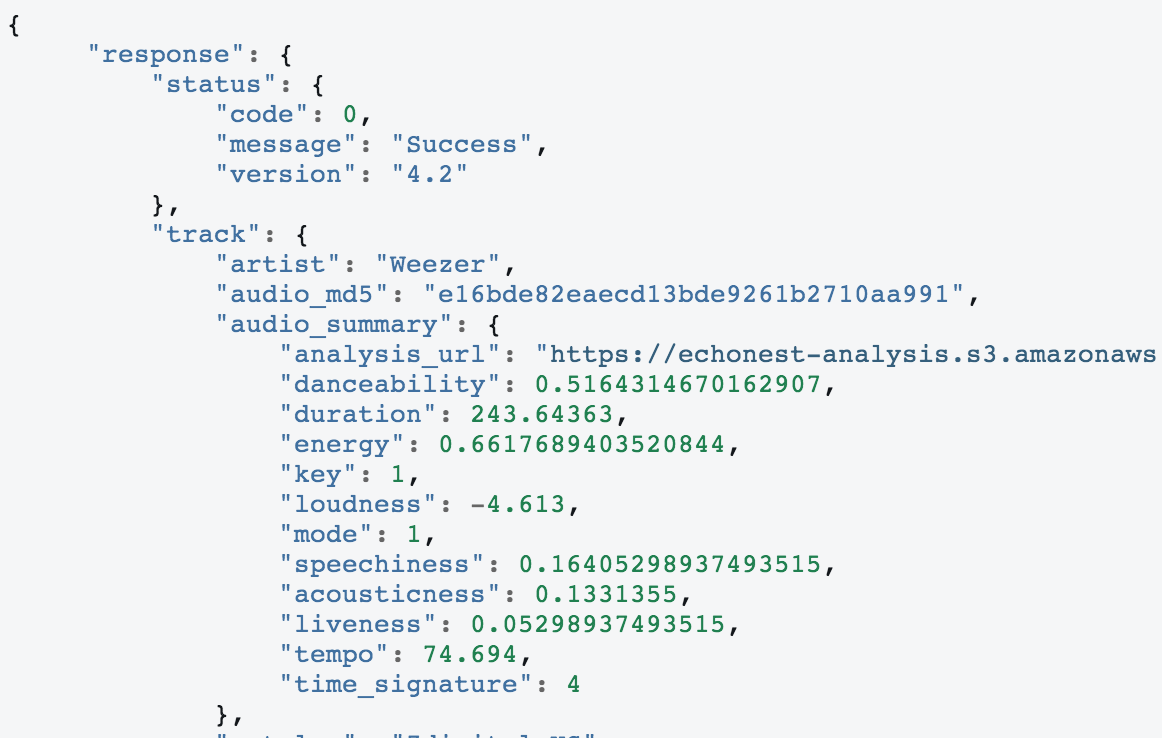 {
"response": {
"status": {
"code": 0,
"message": "Success",
"version": "4.2"
},
"track": {
"artist": "Weezer",
"audio_md5": "e16bde82eaecd13bde9261b2710aa991",
"audio_summary": {
"analysis_url": "https://echonest-analysis.s3.amazonaws
"danceability": 0.5164314670162907,
"duration": 243.64363,
"energy": 0.6617689403520844,
"key": 1,
"loudness": -4.613,
"mode": 1,
"speechiness": 0.16405298937493515,
"acousticness": 0.1331355,
"liveness": 0.05298937493515,
"tempo": 74.694,
"time_signature": 4
},